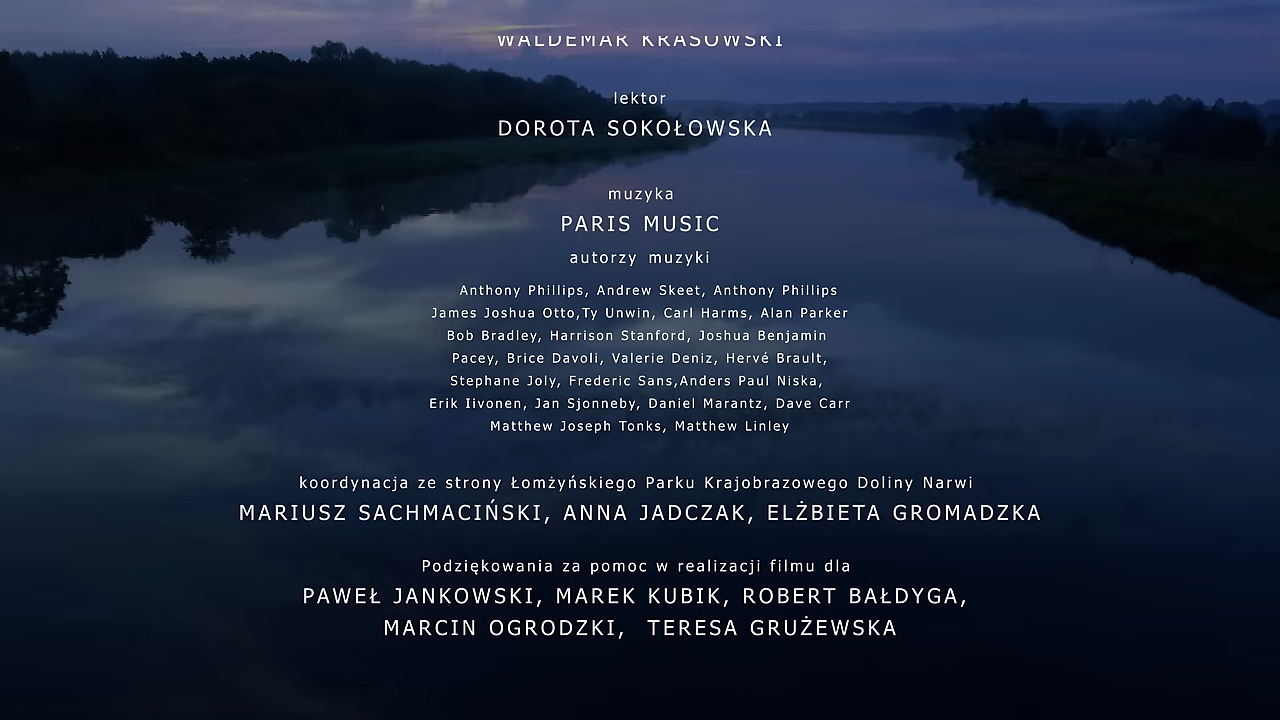 WALDEMAR KRASOWSKI
lektor
DOROTA SOKOŁOWSKA
muzyka
PARIS MUSIC
autorzy muzyki
Anthony Phillips, Andrew Skeet, Anthony Phillips
James Joshua Otto,Ty Unwin, Carl Harms, Alan Parker
Bob Bradley, Harrison Stanford, Joshua Benjamin
Pacey, Brice Davoli, Valerie Deniz, Hervé Brault,
Stephane Joly, Frederic Sans,Anders Paul Niska,
Erik Iivonen, Jan Sjonneby, Daniel Marantz, Dave Carr
Matthew Joseph Tonks, Matthew Linley
koordynacja ze strony Łomżyńskiego Parku Krajobrazowego Doliny Narwi
MARIUSZ SACHMACIŃSKI, ANNA JADCZAK, ELŻBIETA GROMADZKA
Podziękowania za pomoc w realizacji filmu dla
PAWEŁ JANKOWSKI, MAREK KUBIK, ROBERT BAŁDYGA,
MARCIN OGRODZKI, TERESA GRUŻEWSKA